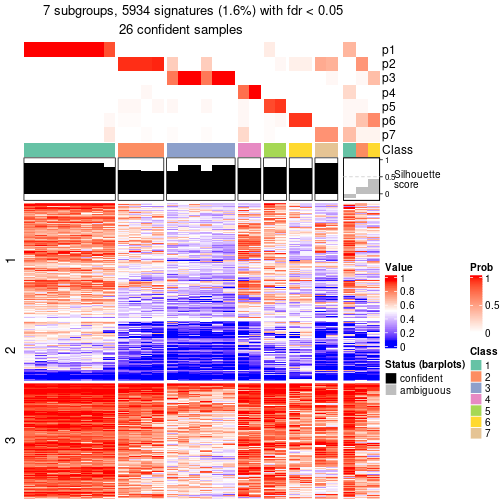 7 subgroups, 5934 signatures (1.6%) with fdr < 0.05
26 confident samples
p1
p2
p3
p4
p5
p6
p7
Class
1
0.5
0
Silhouette
score
1
2
3
Value
1
0.8
0.6
0.4
0.2
0
Prob
1
0.5
0
Status (barplots)
confident
ambiguous
Class
1
2
3
4
5
6
7